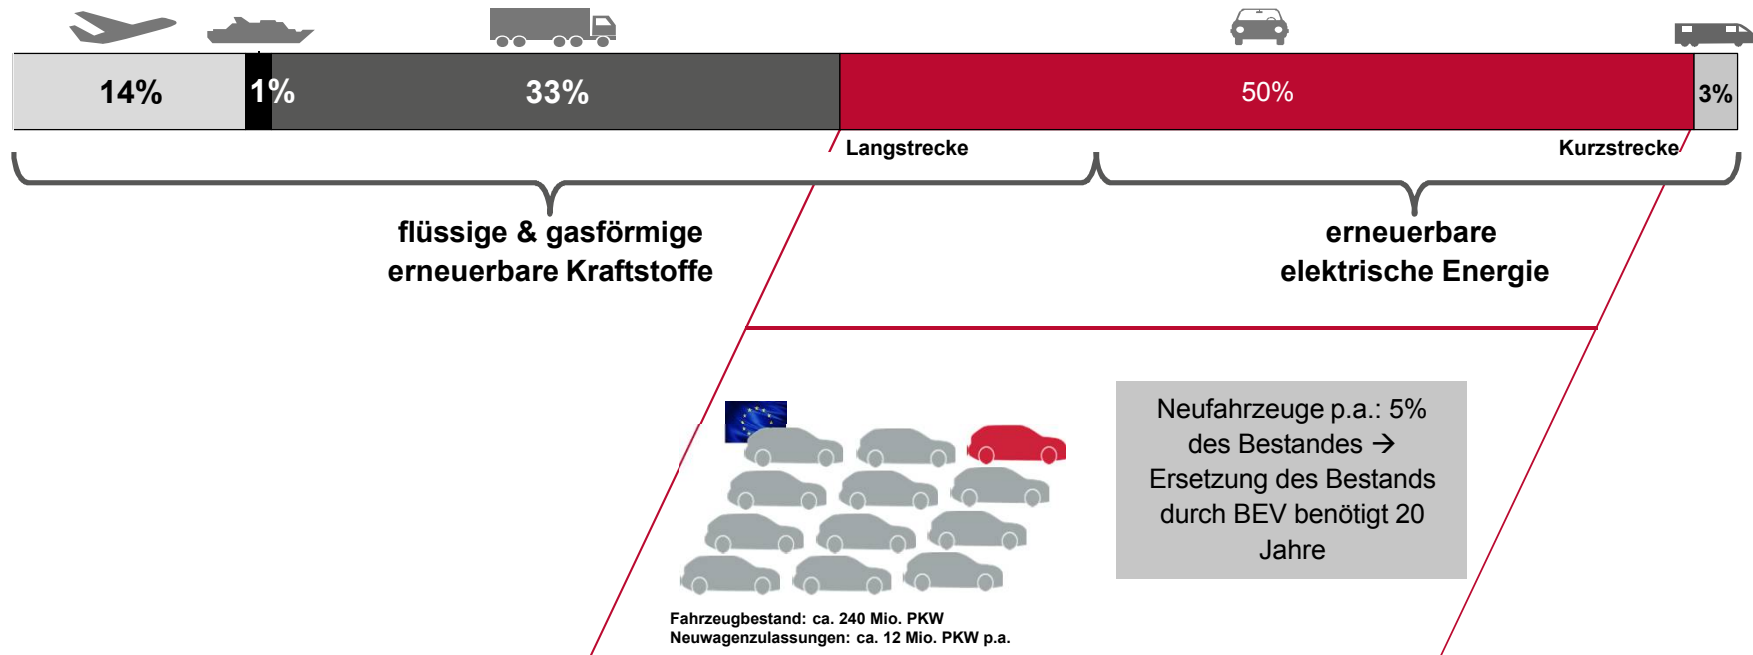 14%
1%
33%
50%
3%
Langstrecke
Kurzstrecke
flüssige & gasförmige
erneuerbare Kraftstoffe
erneuerbare
elektrische Energie
Neufahrzeuge p.a.: 5%
des Bestandes →
Ersetzung des Bestands
durch BEV benötigt 20
Jahre
Fahrzeugbestand: ca. 240 Mio. PKW
Neuwagenzulassungen: ca. 12 Mio. PKW p.a.